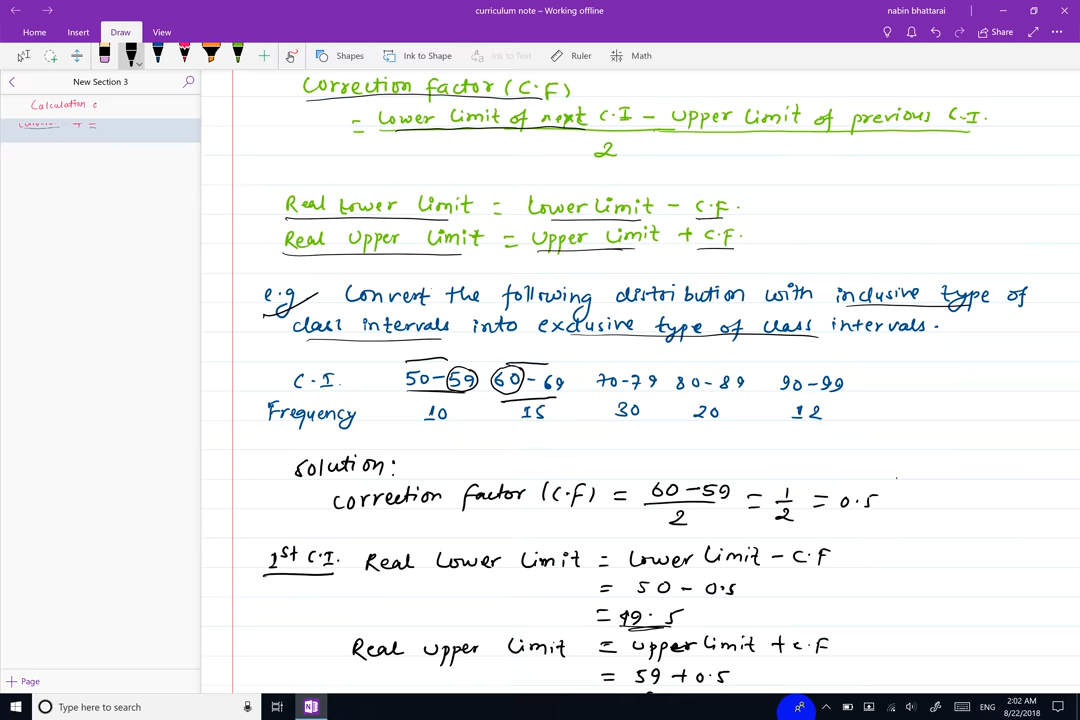 curriculum note – Working offline
nabin bhattarai
Home Insert Draw View
Share
Shapes Ink to Shape Ink to Text Ruler Math
New Section 3
Calculation c
Correction factor (C.F)
= Lower Limit of next C.I – Upper Limit of previous C.I.
2
Real Lower Limit = Lower Limit – C.F.
Real Upper Limit = Upper Limit + C.F.
e.g Convert the following distribution with inclusive type of
class intervals into exclusive type of class intervals.
C.I. 50–59 60–69 70–79 80–89 90–99
Frequency 10 15 30 20 12
Solution:
Correction factor (C.F) = 60–59 = 1 = 0.5
2 2
1st C.I. Real Lower Limit = Lower Limit – C.F
= 50 – 0.5
= 49.5
Real Upper Limit = Upper Limit + C.F
= 59 + 0.5
+ Page
Type here to search
ENG
2:02 AM
8/22/2018